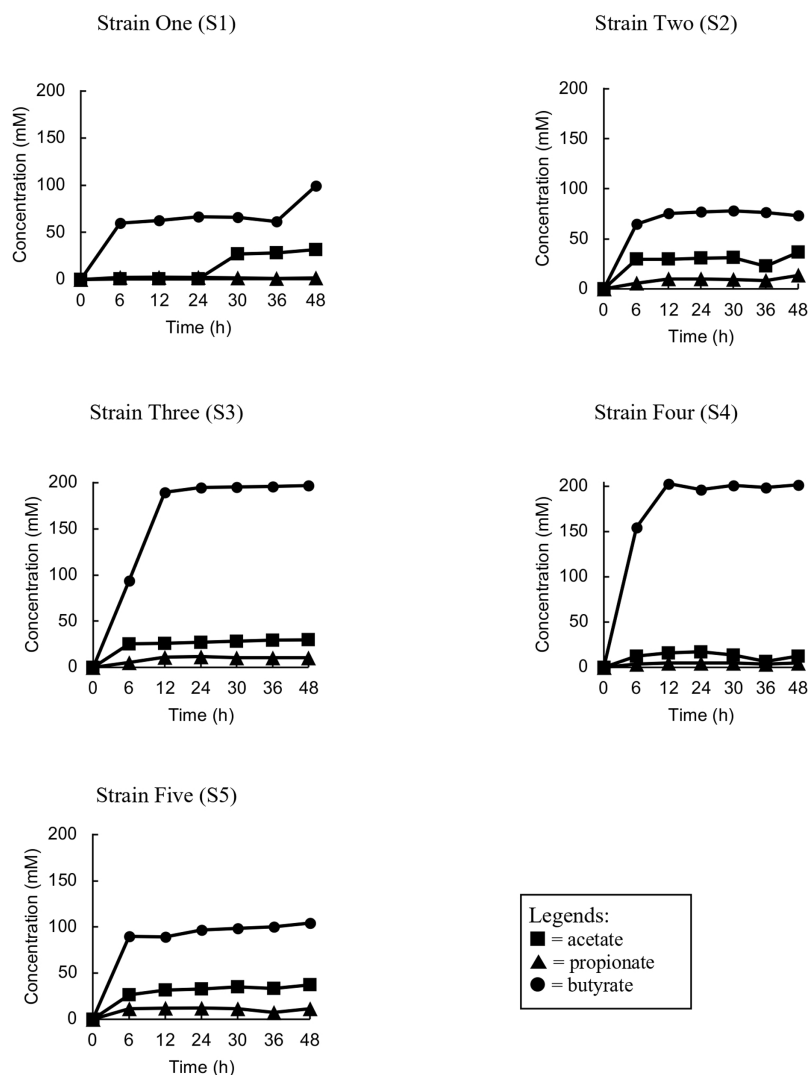 Strain One (S1)
200
150
100
50
0
Concentration (mM)
0 6 12 24 30 36 48
Time (h)
Strain Two (S2)
200
150
100
50
0
Concentration (mM)
0 6 12 24 30 36 48
Time (h)
Strain Three (S3)
200
150
100
50
0
Concentration (mM)
0 6 12 24 30 36 48
Time (h)
Strain Four (S4)
200
150
100
50
0
Concentration (mM)
0 6 12 24 30 36 48
Time (h)
Strain Five (S5)
200
150
100
50
0
Concentration (mM)
0 6 12 24 30 36 48
Time (h)
Legends:
= acetate
= propionate
= butyrate